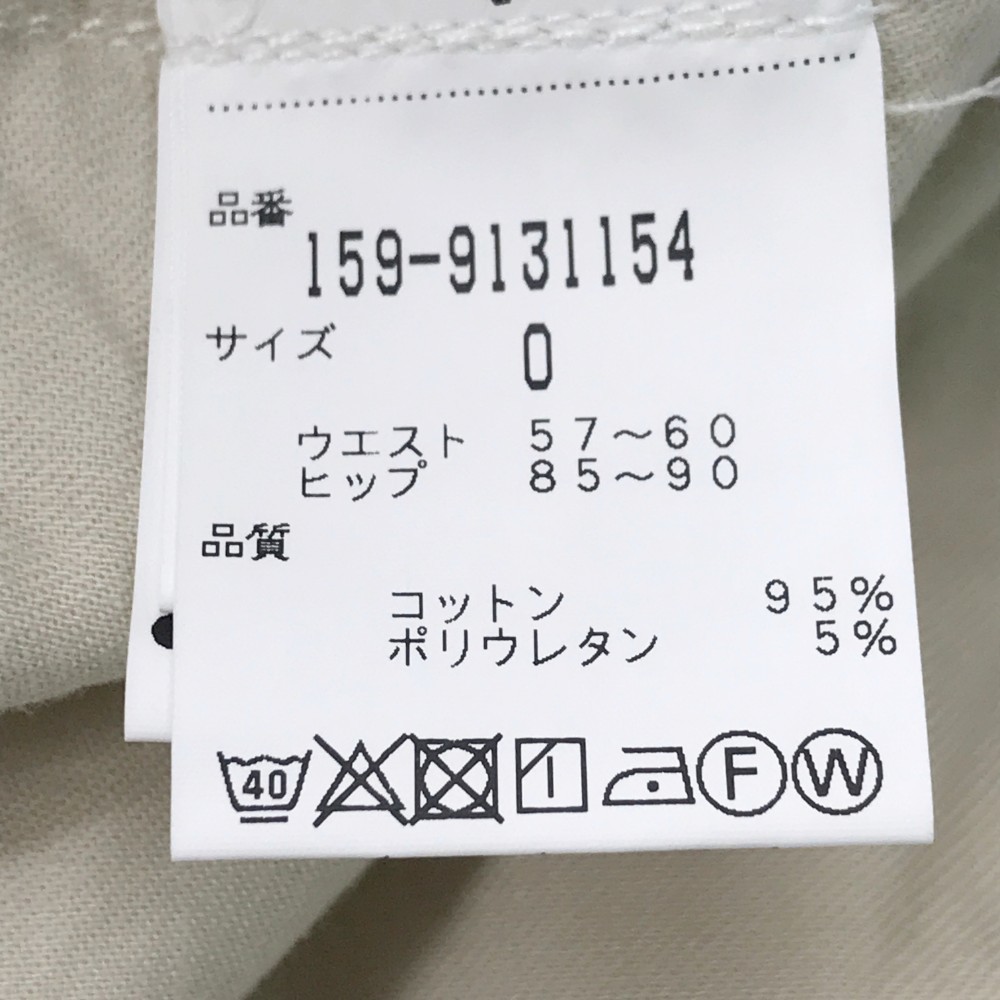 品番
159-9131154
サイズ 0
ウエスト 57～60
ヒップ 85～90
品質
コットン 95%
ポリウレタン 5%
40 F W